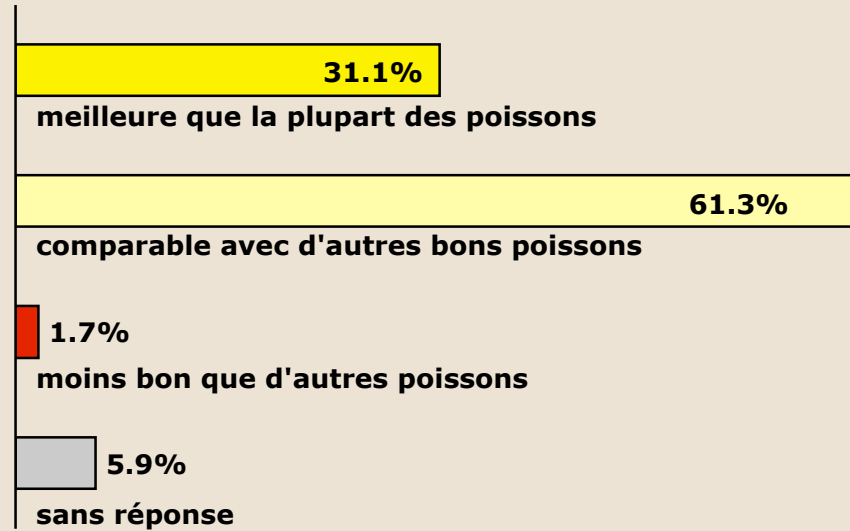 31.1%
meilleure que la plupart des poissons
61.3%
comparable avec d'autres bons poissons
1.7%
moins bon que d'autres poissons
5.9%
sans réponse